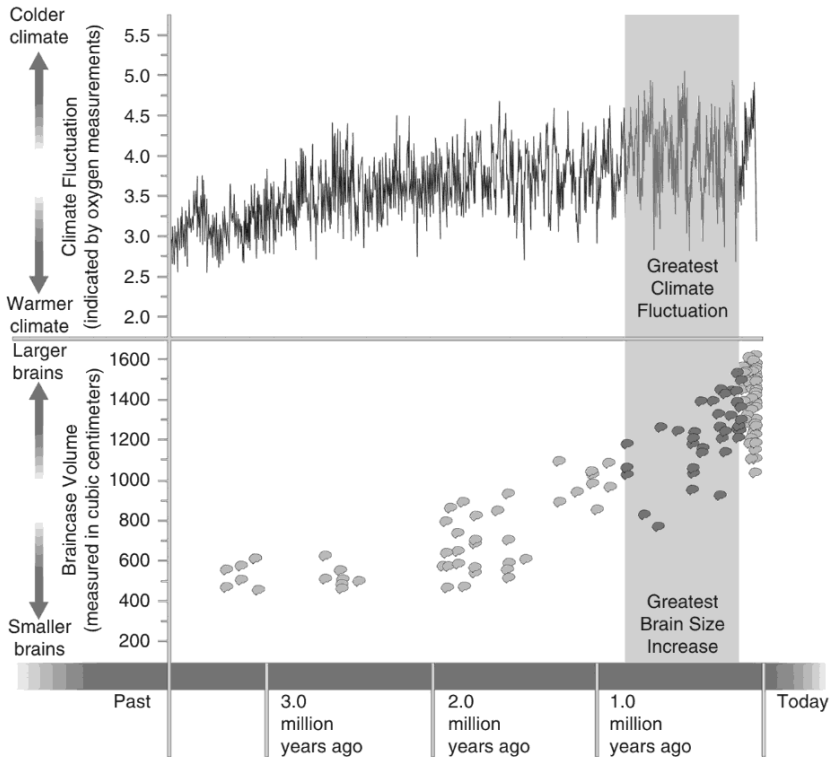 Colder
climate
Climate Fluctuation
(indicated by oxygen measurements)
5.5
5.0
4.5
4.0
3.5
3.0
2.5
2.0
Warmer
climate
Greatest
Climate
Fluctuation
Larger
brains
Braincase Volume
(measured in cubic centimeters)
1600
1400
1200
1000
800
600
400
200
Smaller
brains
Greatest
Brain Size
Increase
Past
3.0
million
years ago
2.0
million
years ago
1.0
million
years ago
Today